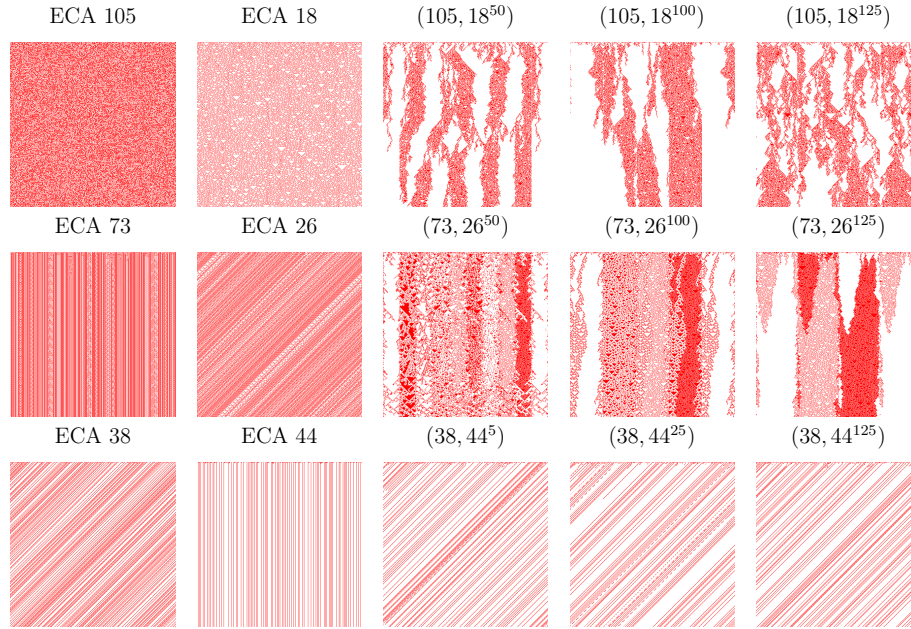 ECA 105 ECA 18 (105, 18^50) (105, 18^100) (105, 18^125)
ECA 73 ECA 26 (73, 26^50) (73, 26^100) (73, 26^125)
ECA 38 ECA 44 (38, 44^5) (38, 44^25) (38, 44^125)